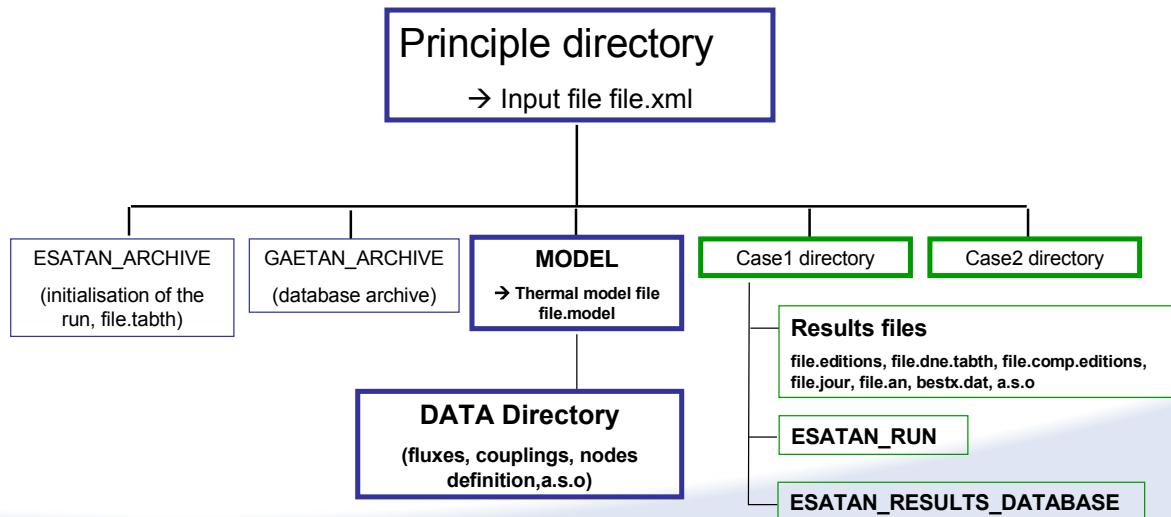 Principle directory
→ Input file file.xml
ESATAN_ARCHIVE
(initialisation of the
run, file.tabth)
GAETAN_ARCHIVE
(database archive)
MODEL
→ Thermal model file
file.model
Case1 directory
Case2 directory
DATA Directory
(fluxes, couplings, nodes
definition,a.s.o)
Results files
file.editions, file.dne.tabth, file.comp.editions,
file.jour, file.an, bestx.dat, a.s.o
ESATAN_RUN
ESATAN_RESULTS_DATABASE